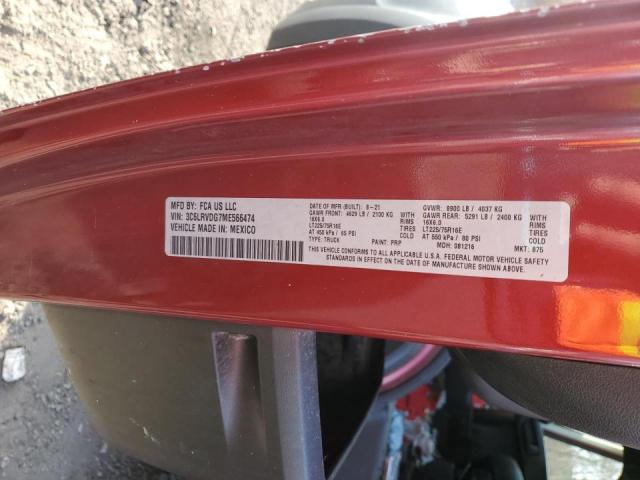 MFD BY: FCA US LLC
VIN: 3C6LRVDG7ME566474
VEHICLE MADE IN: MEXICO
DATE OF MFR (BUILT): 8-21
GVWR: 8900 LB / 4037 KG
GAWR FRONT: 4629 LB / 2100 KG WITH
GAWR REAR: 5291 LB / 2400 KG WITH
16X6.0 RIMS
16X6.0 RIMS
LT225/75R16E TIRES
LT225/75R16E TIRES
AT 450 kPa / 65 PSI COLD
AT 550 kPa / 80 PSI COLD
TYPE: TRUCK
PAINT: PRP
MDH: 081216
MKT: 875
THIS VEHICLE CONFORMS TO ALL APPLICABLE U.S.A. FEDERAL MOTOR VEHICLE SAFETY
STANDARDS IN EFFECT ON THE DATE OF MANUFACTURE SHOWN ABOVE